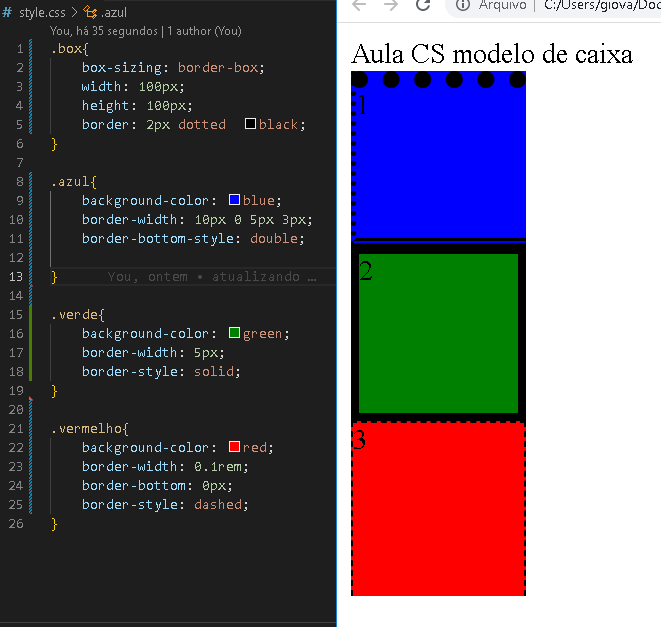 # style.css > .azul
You, há 35 segundos | 1 author (You)
1 .box{
2 box-sizing: border-box;
3 width: 100px;
4 height: 100px;
5 border: 2px dotted black;
6 }
7
8 .azul{
9 background-color: blue;
10 border-width: 10px 0 5px 3px;
11 border-bottom-style: double;
12
13 } You, ontem • atualizando …
14
15 .verde{
16 background-color: green;
17 border-width: 5px;
18 border-style: solid;
19 }
20
21 .vermelho{
22 background-color: red;
23 border-width: 0.1rem;
24 border-bottom: 0px;
25 border-style: dashed;
26 }
Arquivo | C:/Users/giova/Doc
Aula CS modelo de caixa
1
2
3